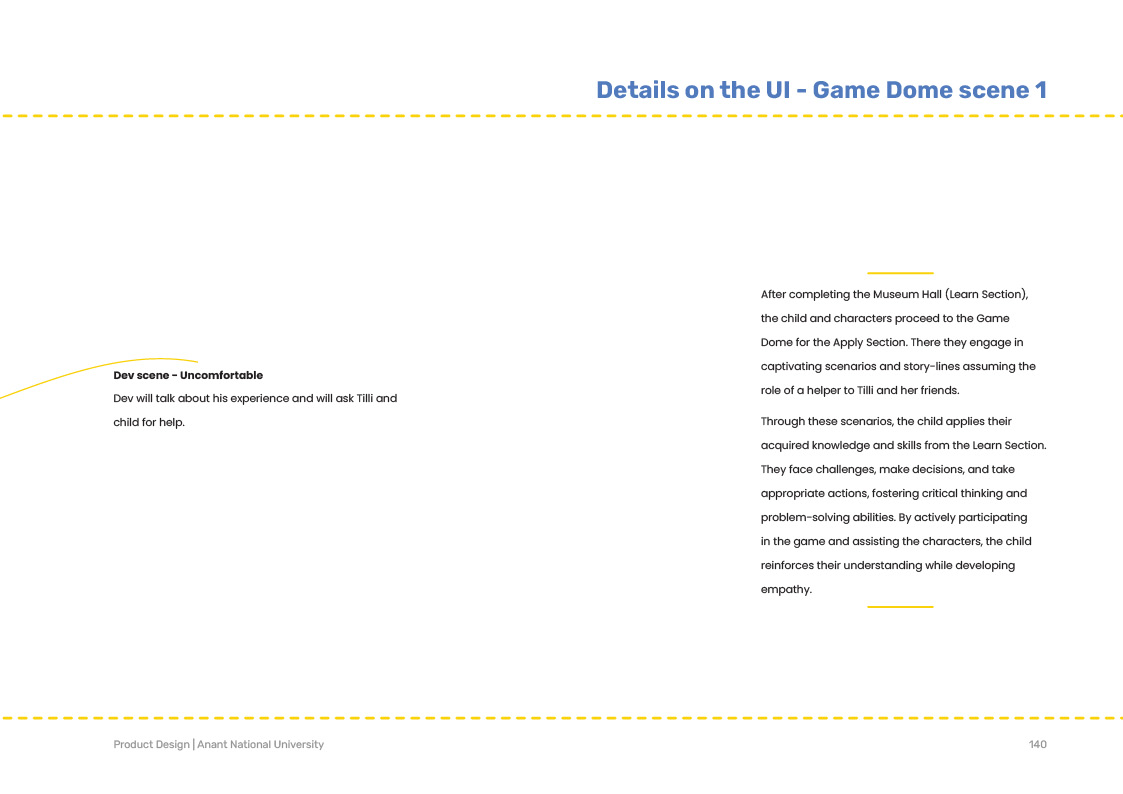 Details on the UI - Game Dome scene 1
Dev scene - Uncomfortable
Dev will talk about his experience and will ask Tilli and
child for help.
After completing the Museum Hall (Learn Section),
the child and characters proceed to the Game
Dome for the Apply Section. There they engage in
captivating scenarios and story-lines assuming the
role of a helper to Tilli and her friends.
Through these scenarios, the child applies their
acquired knowledge and skills from the Learn Section.
They face challenges, make decisions, and take
appropriate actions, fostering critical thinking and
problem-solving abilities. By actively participating
in the game and assisting the characters, the child
reinforces their understanding while developing
empathy.
Product Design | Anant National University
140